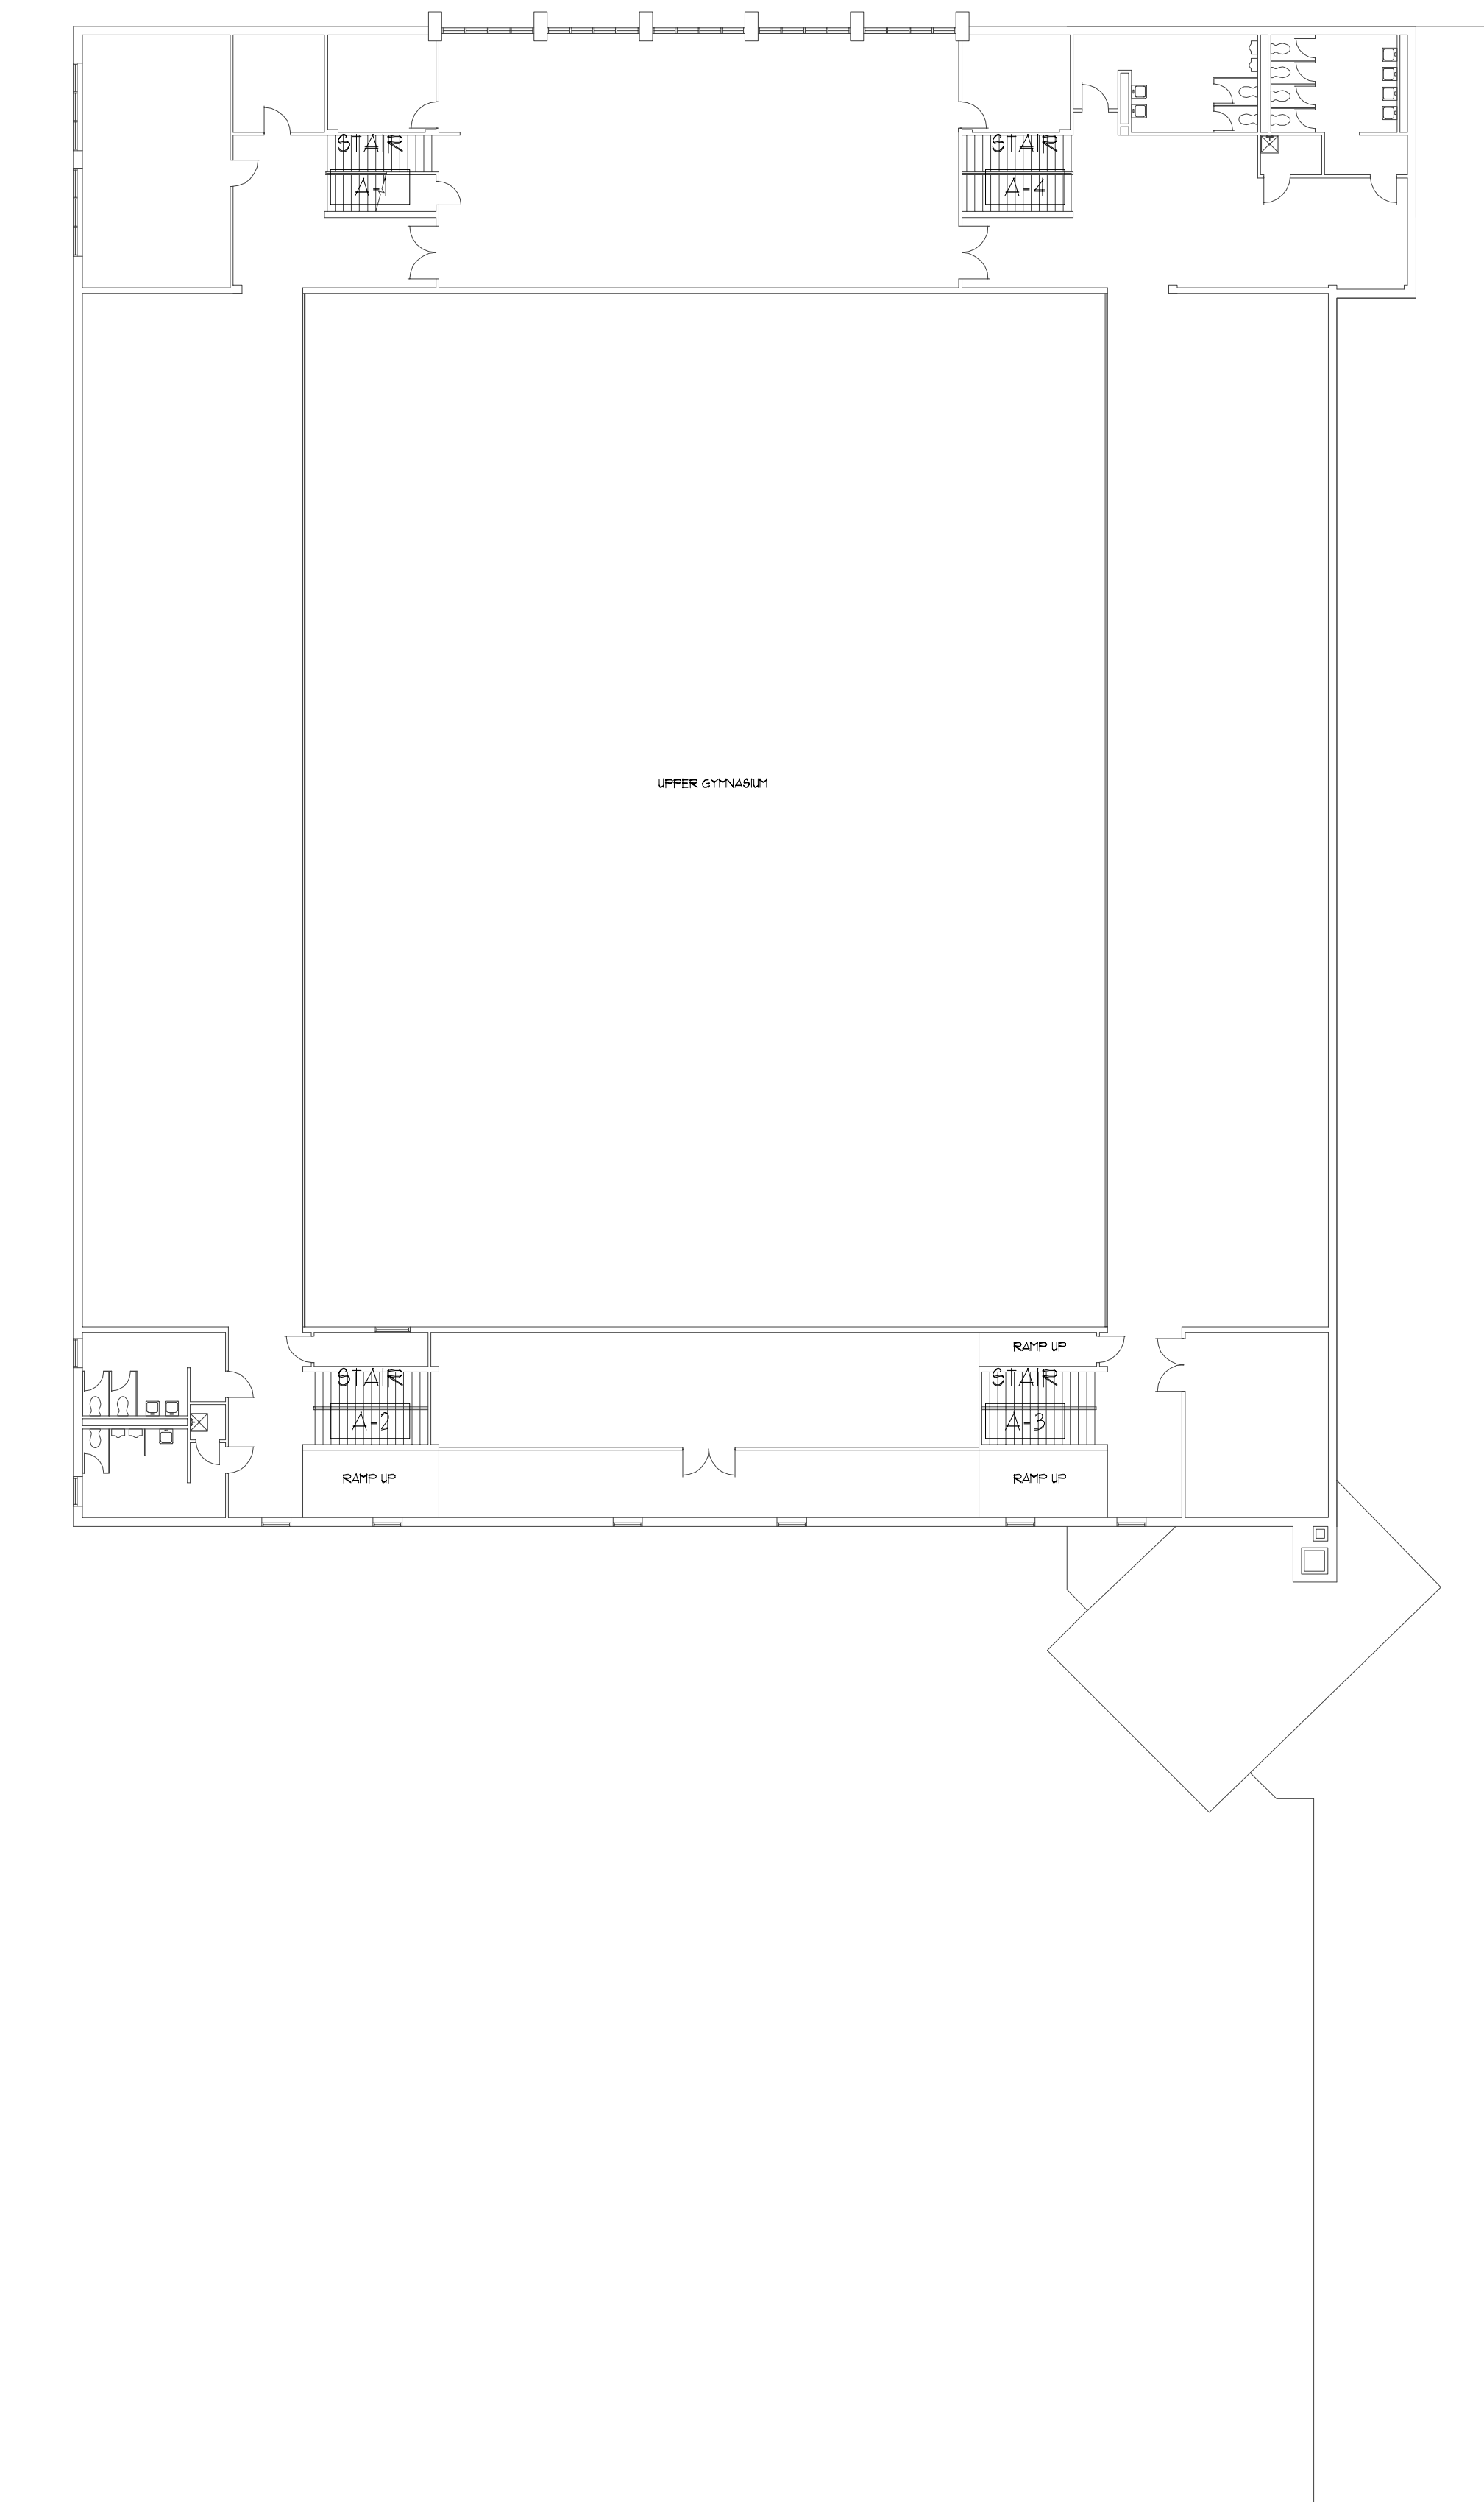 STAIR
A-1
STAIR
A-4
UPPER GYMNASIUM
RAMP UP
STAIR
A-2
STAIR
A-3
RAMP UP
RAMP UP